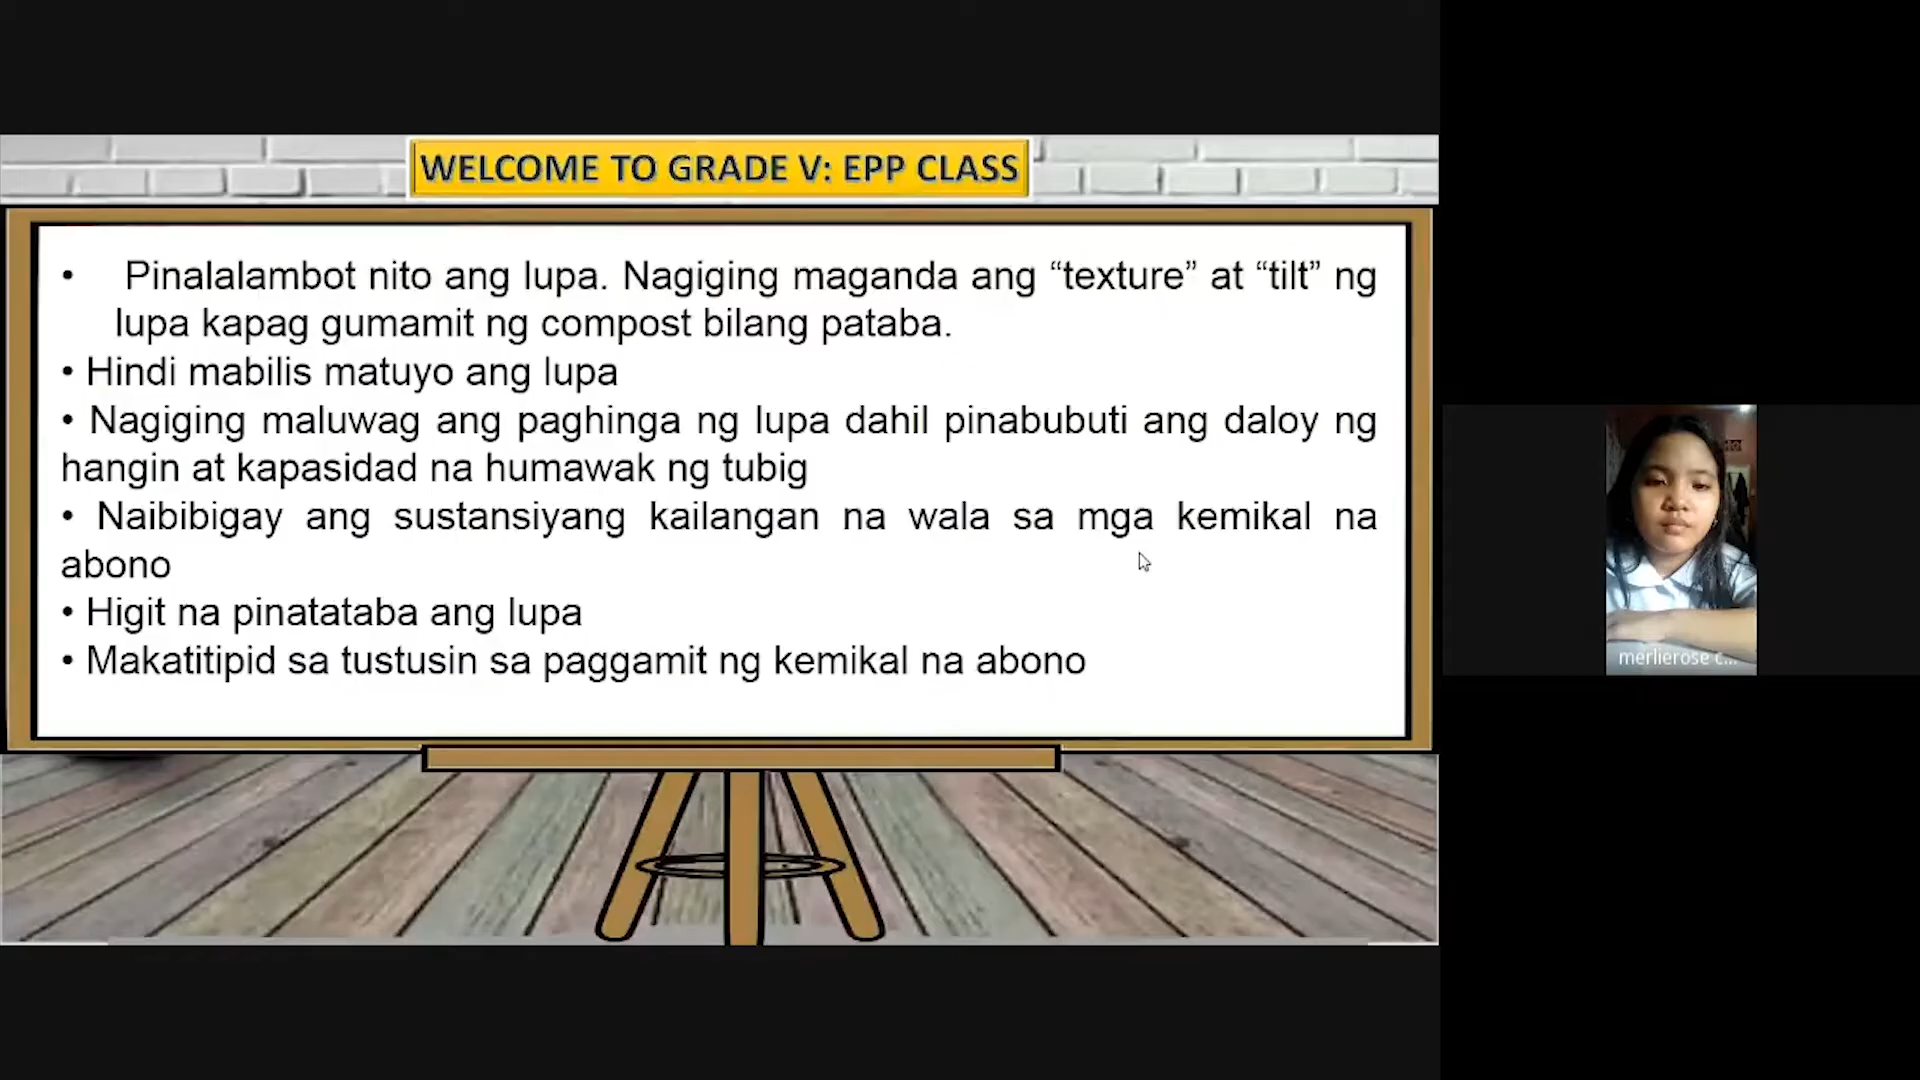 WELCOME TO GRADE V: EPP CLASS
• Pinalalambot nito ang lupa. Nagiging maganda ang “texture” at “tilt” ng
lupa kapag gumamit ng compost bilang pataba.
• Hindi mabilis matuyo ang lupa
• Nagiging maluwag ang paghinga ng lupa dahil pinabubuti ang daloy ng
hangin at kapasidad na humawak ng tubig
• Naibibigay ang sustansiyang kailangan na wala sa mga kemikal na
abono
• Higit na pinatataba ang lupa
• Makatitipid sa tustusin sa paggamit ng kemikal na abono
merlierose c...